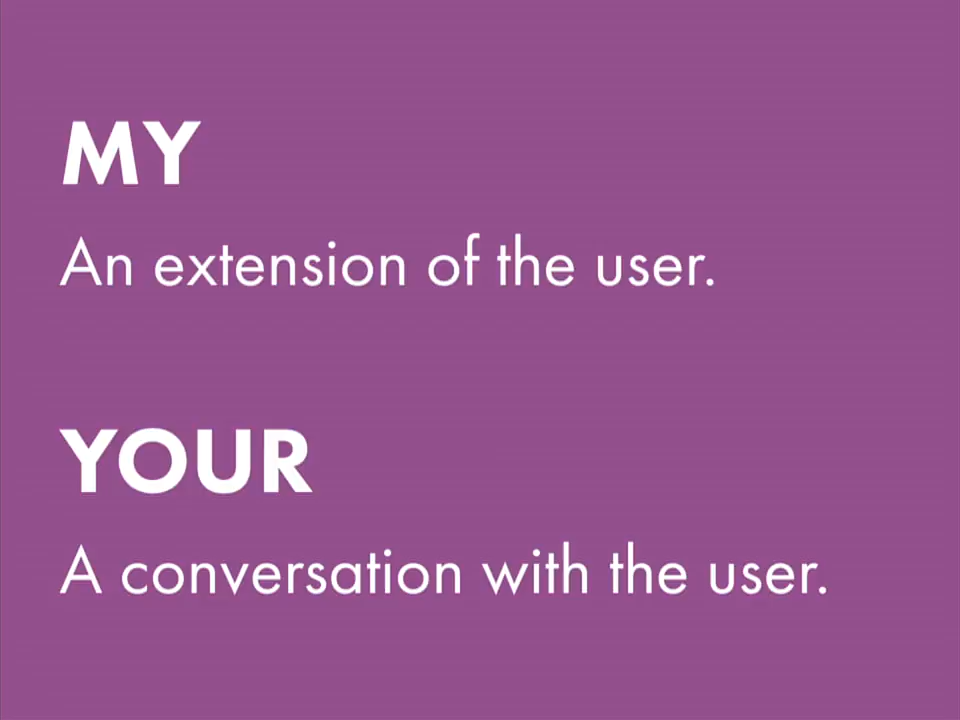 MY
An extension of the user.
YOUR
A conversation with the user.